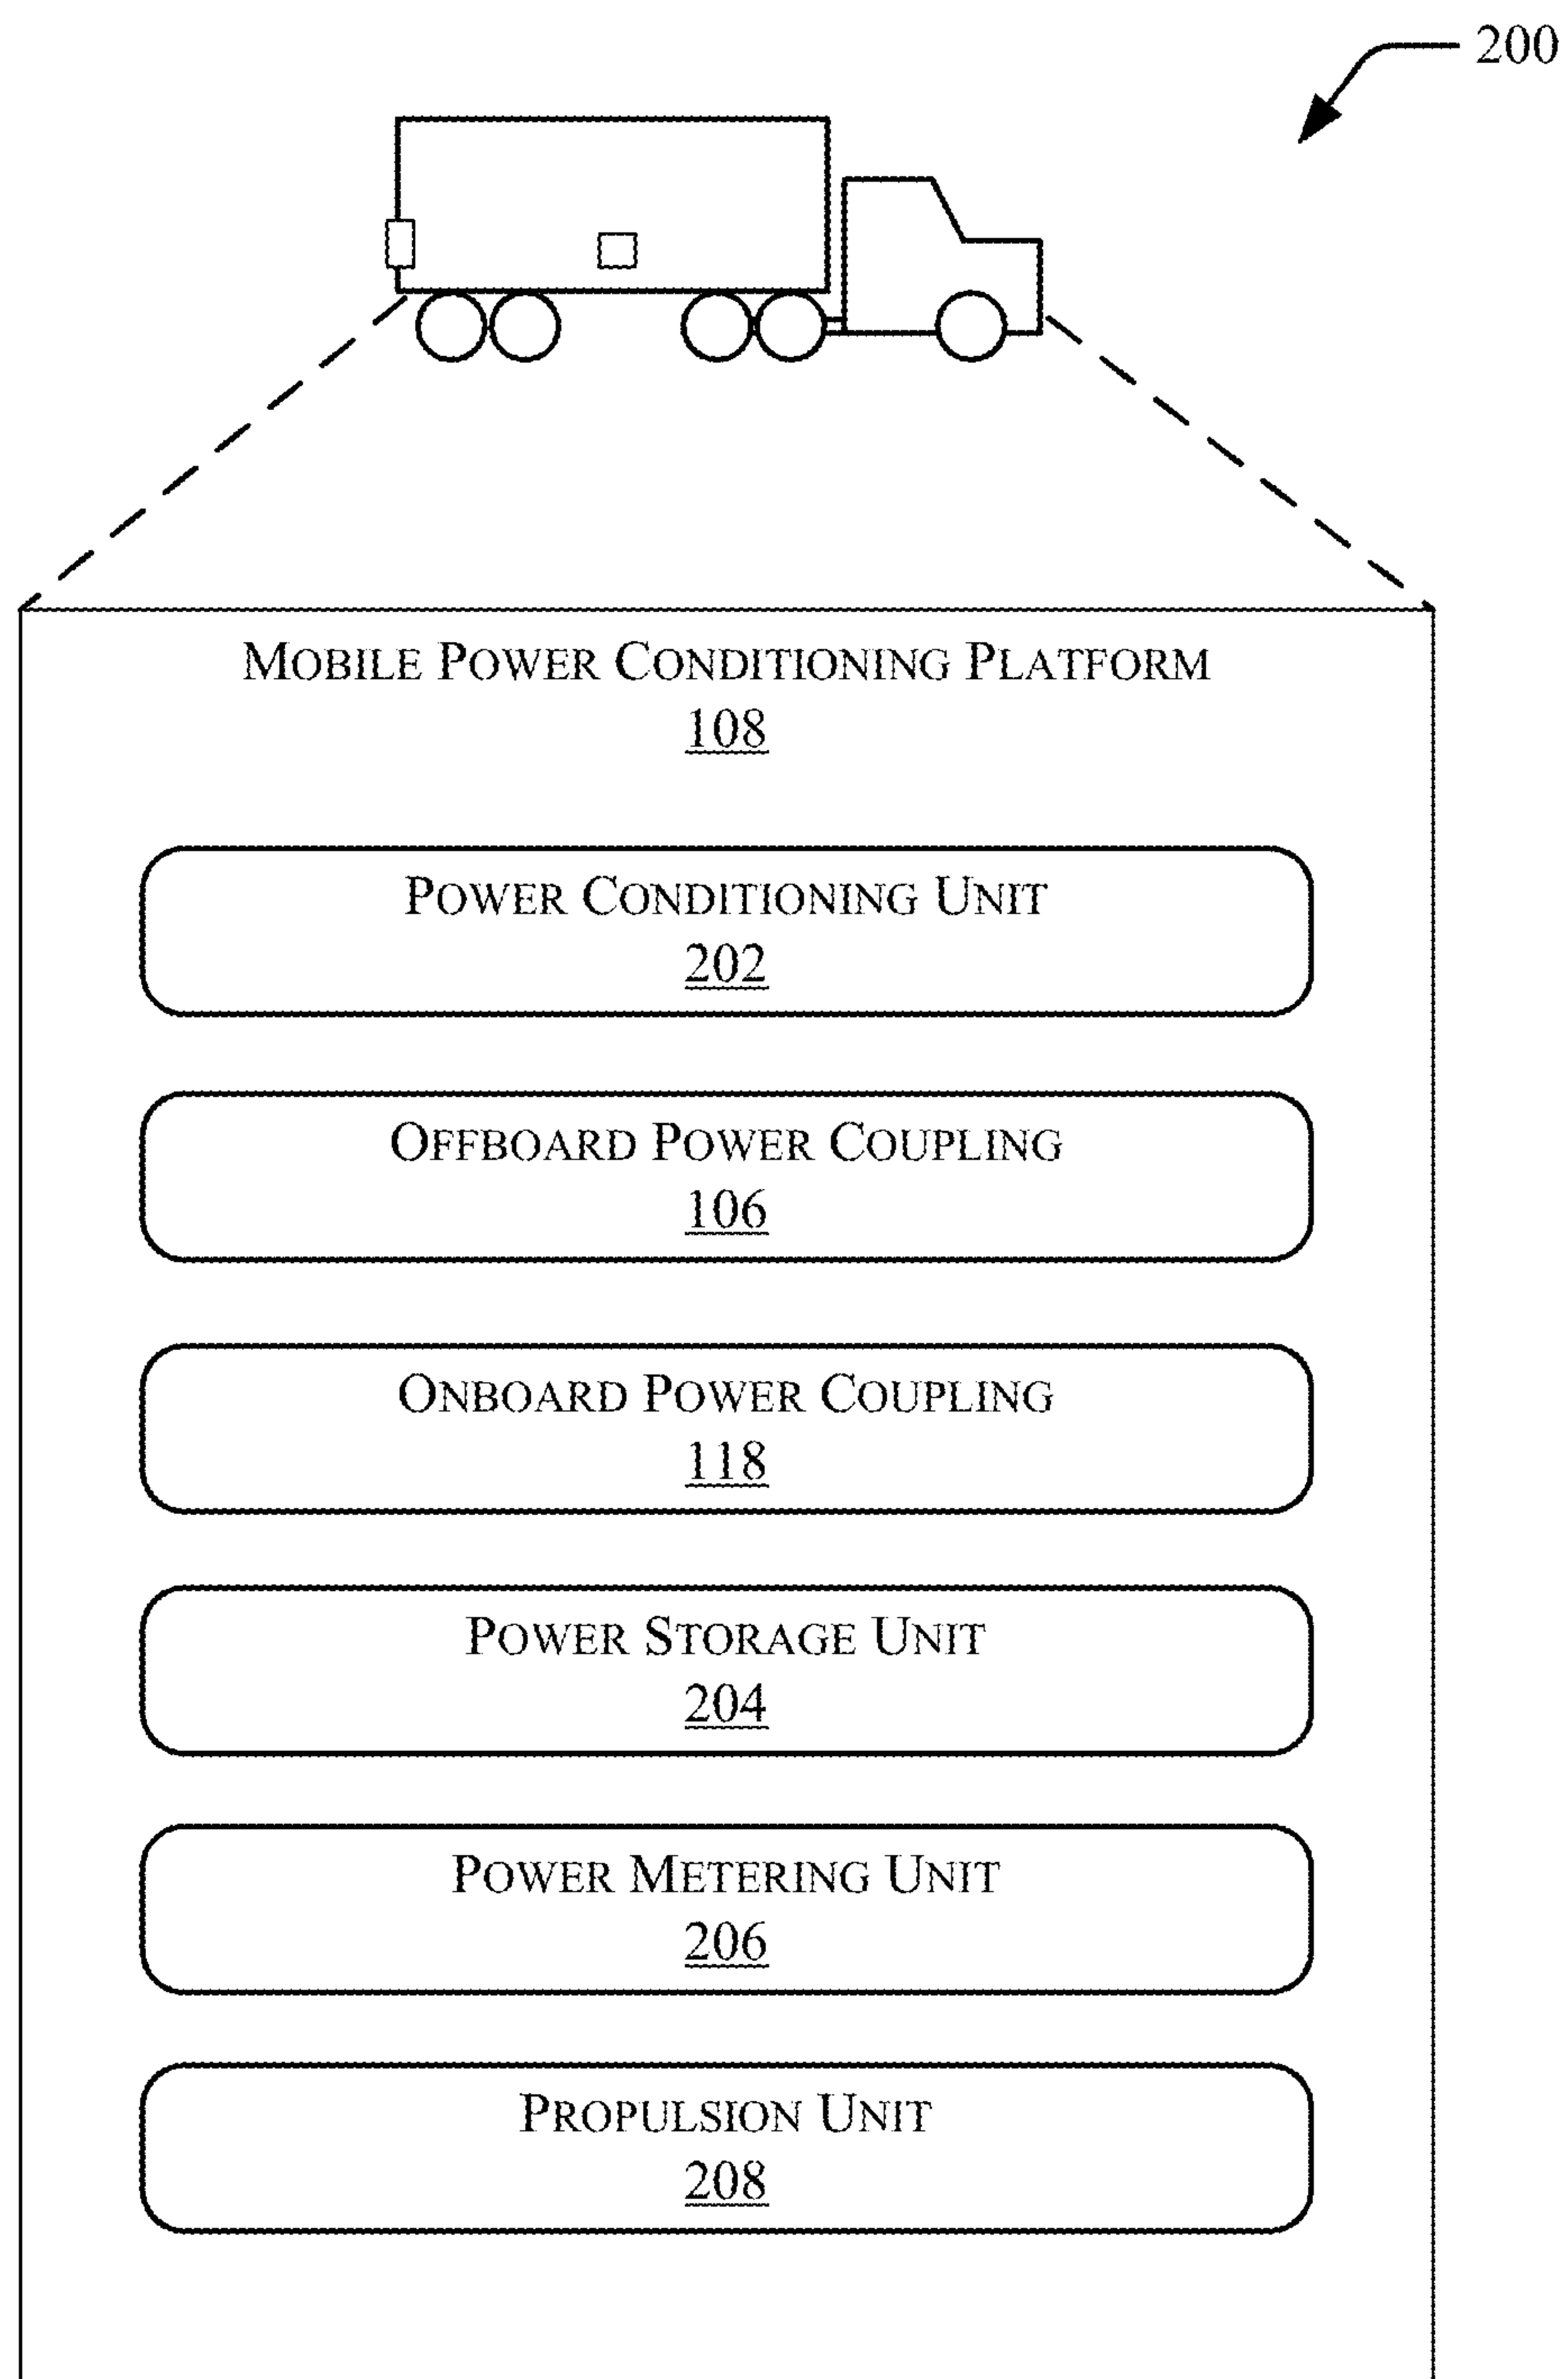 200
MOBILE POWER CONDITIONING PLATFORM
108
POWER CONDITIONING UNIT
202
OFFBOARD POWER COUPLING
106
ONBOARD POWER COUPLING
118
POWER STORAGE UNIT
204
POWER METERING UNIT
206
PROPULSION UNIT
208